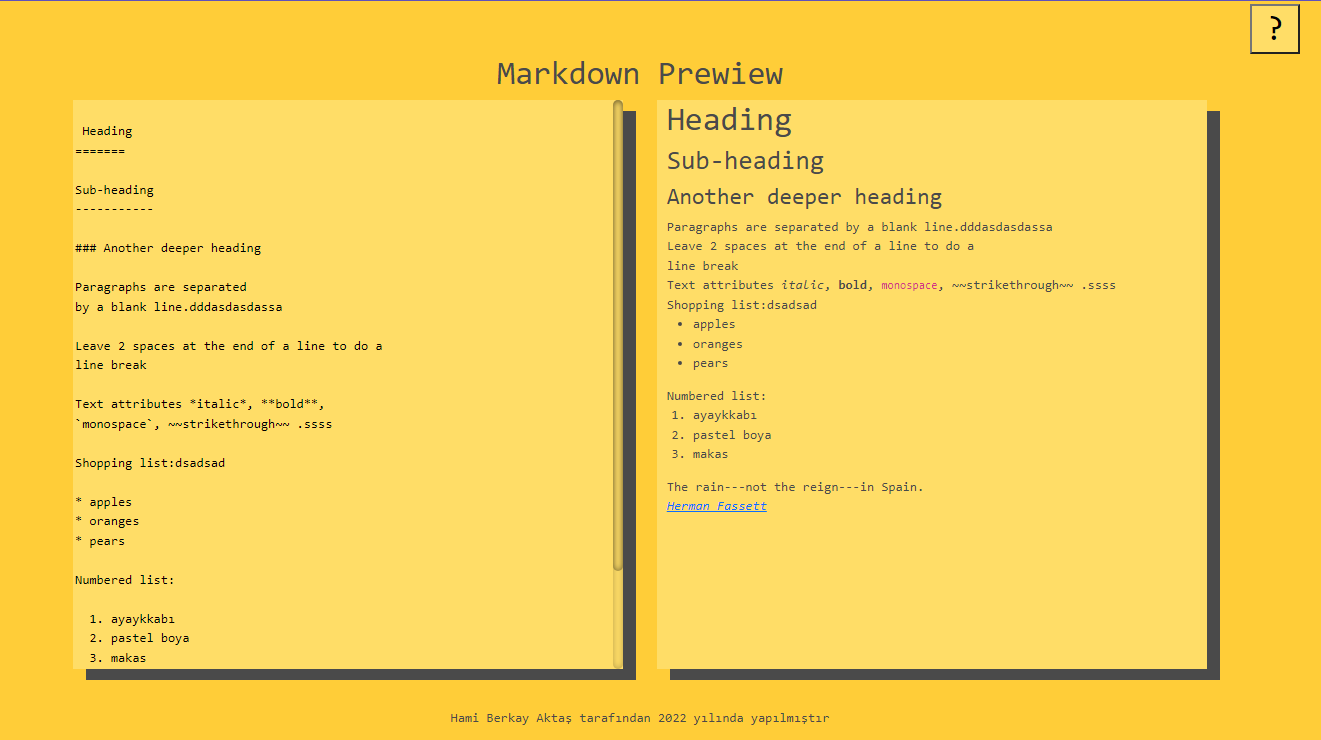 ?
Markdown Prewiew
Heading
=======
Sub-heading
-----------
### Another deeper heading
Paragraphs are separated
by a blank line.dddasdasdassa
Leave 2 spaces at the end of a line to do a
line break
Text attributes *italic*, **bold**,
`monospace`, ~~strikethrough~~ .ssss
Shopping list:dsadsad
* apples
* oranges
* pears
Numbered list:
1. ayaykkabı
2. pastel boya
3. makas
Heading
Sub-heading
Another deeper heading
Paragraphs are separated by a blank line.dddasdasdassa
Leave 2 spaces at the end of a line to do a
line break
Text attributes italic, bold, monospace, ~~strikethrough~~ .ssss
Shopping list:dsadsad
• apples
• oranges
• pears
Numbered list:
1. ayaykkabı
2. pastel boya
3. makas
The rain---not the reign---in Spain.
Herman Fassett
Hami Berkay Aktaş tarafından 2022 yılında yapılmıştır